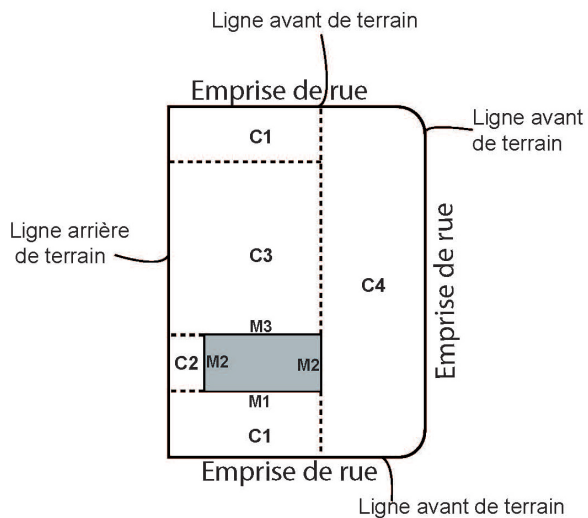 Ligne avant de terrain
Emprise de rue
C1
Ligne avant
de terrain
Ligne arrière
de terrain
C3
C4
Emprise de rue
M3
C2
M2
M2
M1
C1
Emprise de rue
Ligne avant de terrain